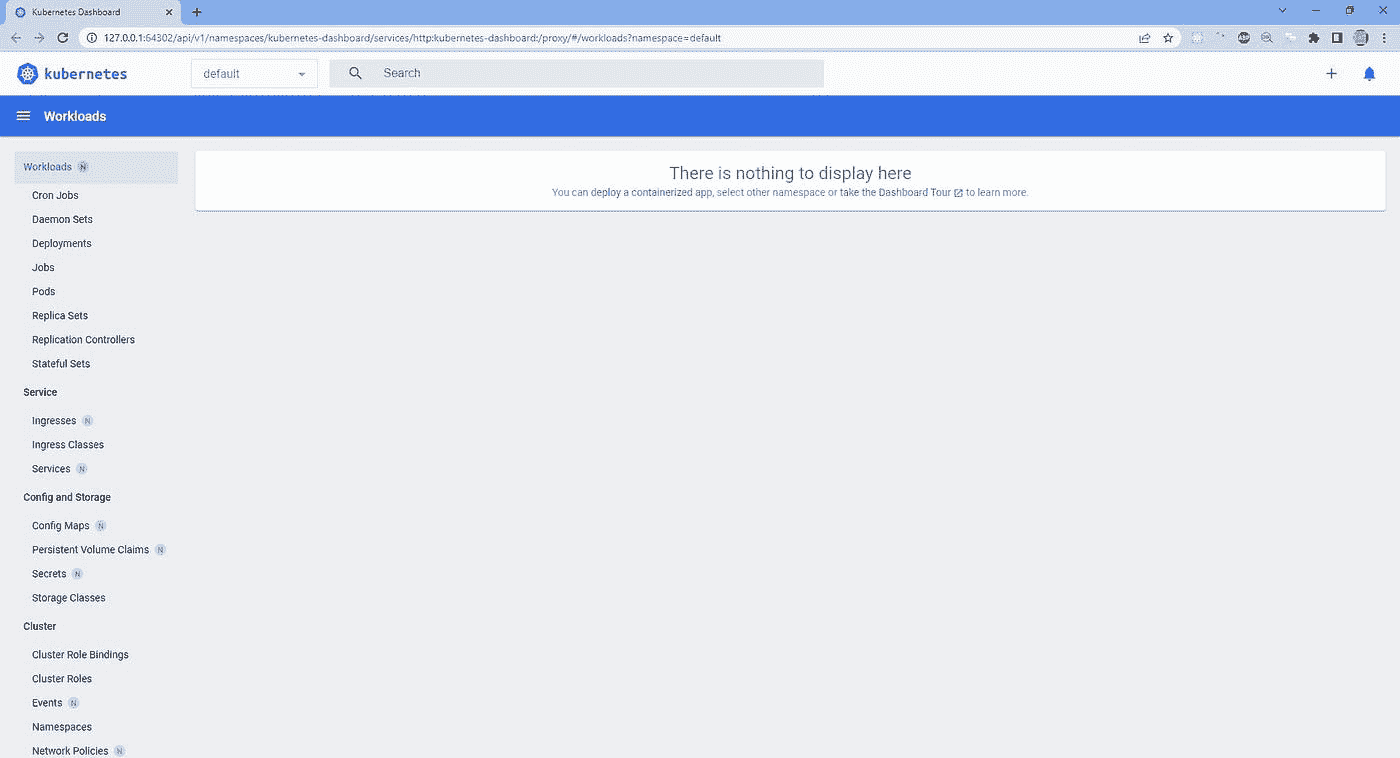 Kubernetes Dashboard
127.0.0.1:64302/api/v1/namespaces/kubernetes-dashboard/services/http:kubernetes-dashboard:/proxy/#/workloads?namespace=default
kubernetes
default
Search
Workloads
Workloads N
There is nothing to display here
You can deploy a containerized app, select other namespace or take the Dashboard Tour to learn more.
Cron Jobs
Daemon Sets
Deployments
Jobs
Pods
Replica Sets
Replication Controllers
Stateful Sets
Service
Ingresses N
Ingress Classes
Services N
Config and Storage
Config Maps N
Persistent Volume Claims N
Secrets N
Storage Classes
Cluster
Cluster Role Bindings
Cluster Roles
Events N
Namespaces
Network Policies N